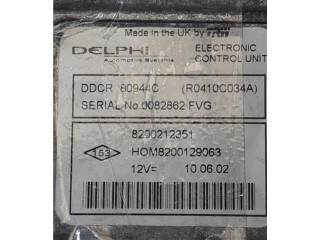 Made in the UK by TRW
DELPHI ELECTRONIC
Automotive Systems CONTROL UNIT
DDCR 80944C (R0410C034A)
SERIAL No 0082862 FVG
8200212351
153 HOM8200129063
12V= 10.06.02